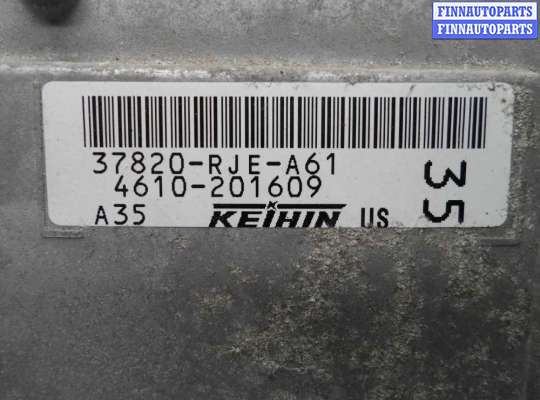 FINNAUTOPARTS
FINNAUTOPARTS
37820-RJE-A61
4610-201609
A35 KEIHIN US
35